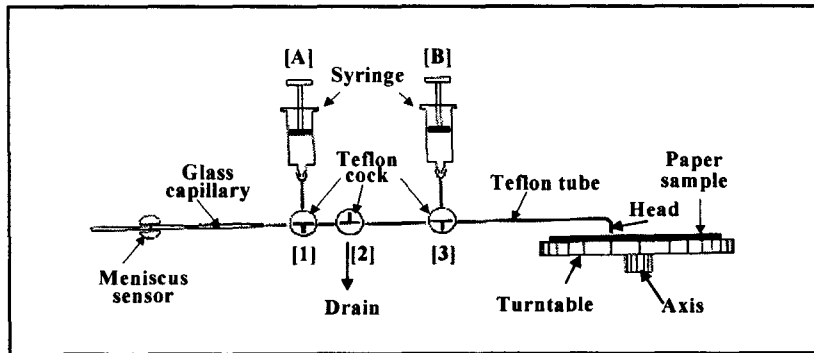 [A]
[B]
Syringe
Glass
capillary
Teflon
cock
Teflon tube
Paper
sample
Head
[1]
[2]
[3]
Meniscus
sensor
Drain
Turntable
Axis